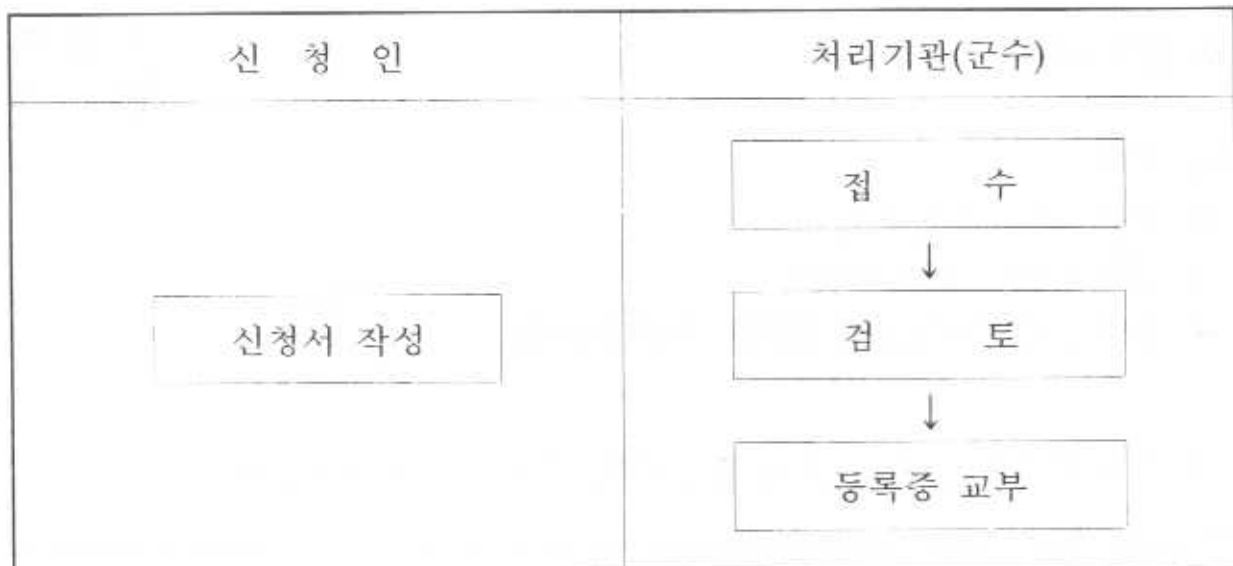 신 청 인
처리기관(군수)
접 수
↓
신청서 작성
검 토
↓
등록증 교부